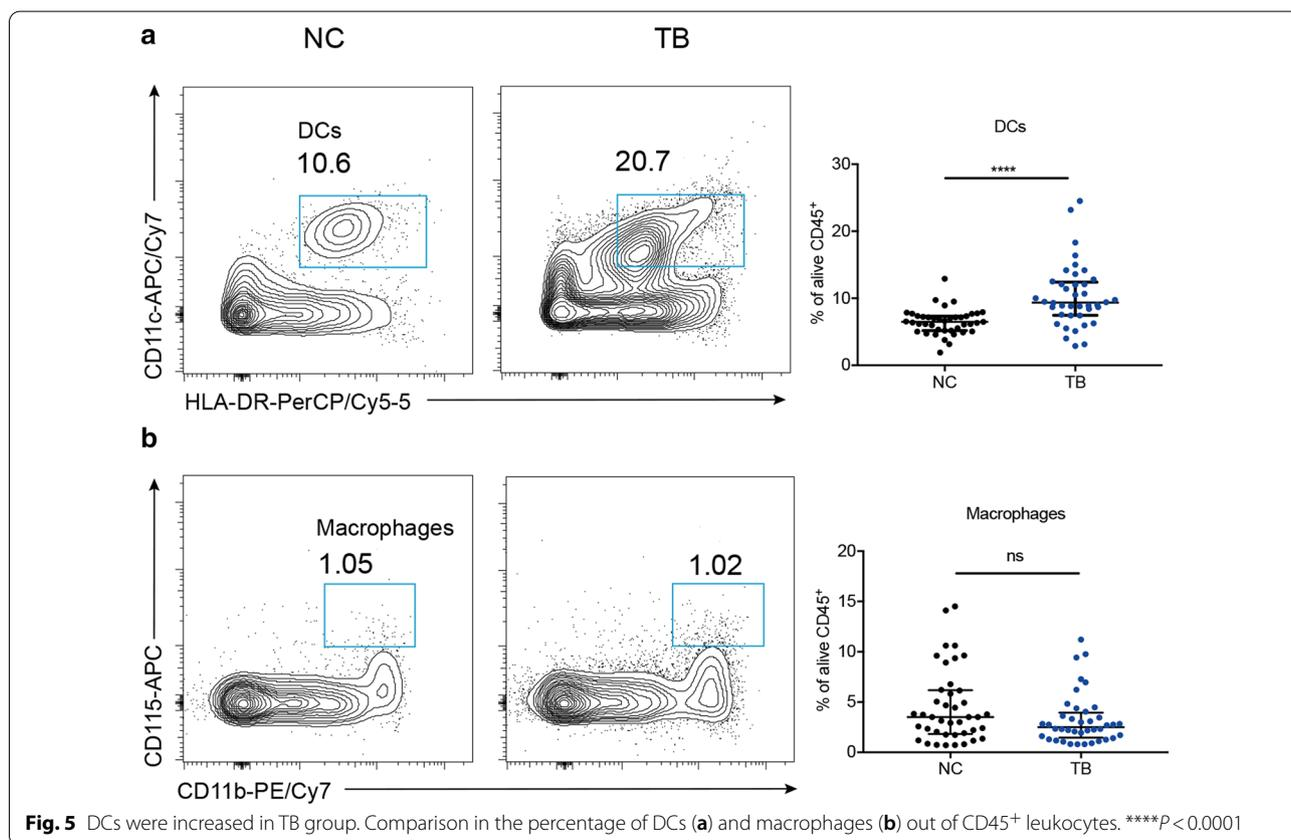 a
NC
TB
DCs
10.6
20.7
CD11c-APC/Cy7
HLA-DR-PerCP/Cy5-5
DCs
****
% of alive CD45⁺
30
20
10
0
NC
TB
b
Macrophages
1.05
1.02
CD115-APC
CD11b-PE/Cy7
Macrophages
ns
% of alive CD45⁺
20
15
10
5
0
NC
TB
Fig. 5 DCs were increased in TB group. Comparison in the percentage of DCs (a) and macrophages (b) out of CD45⁺ leukocytes. ****P < 0.0001